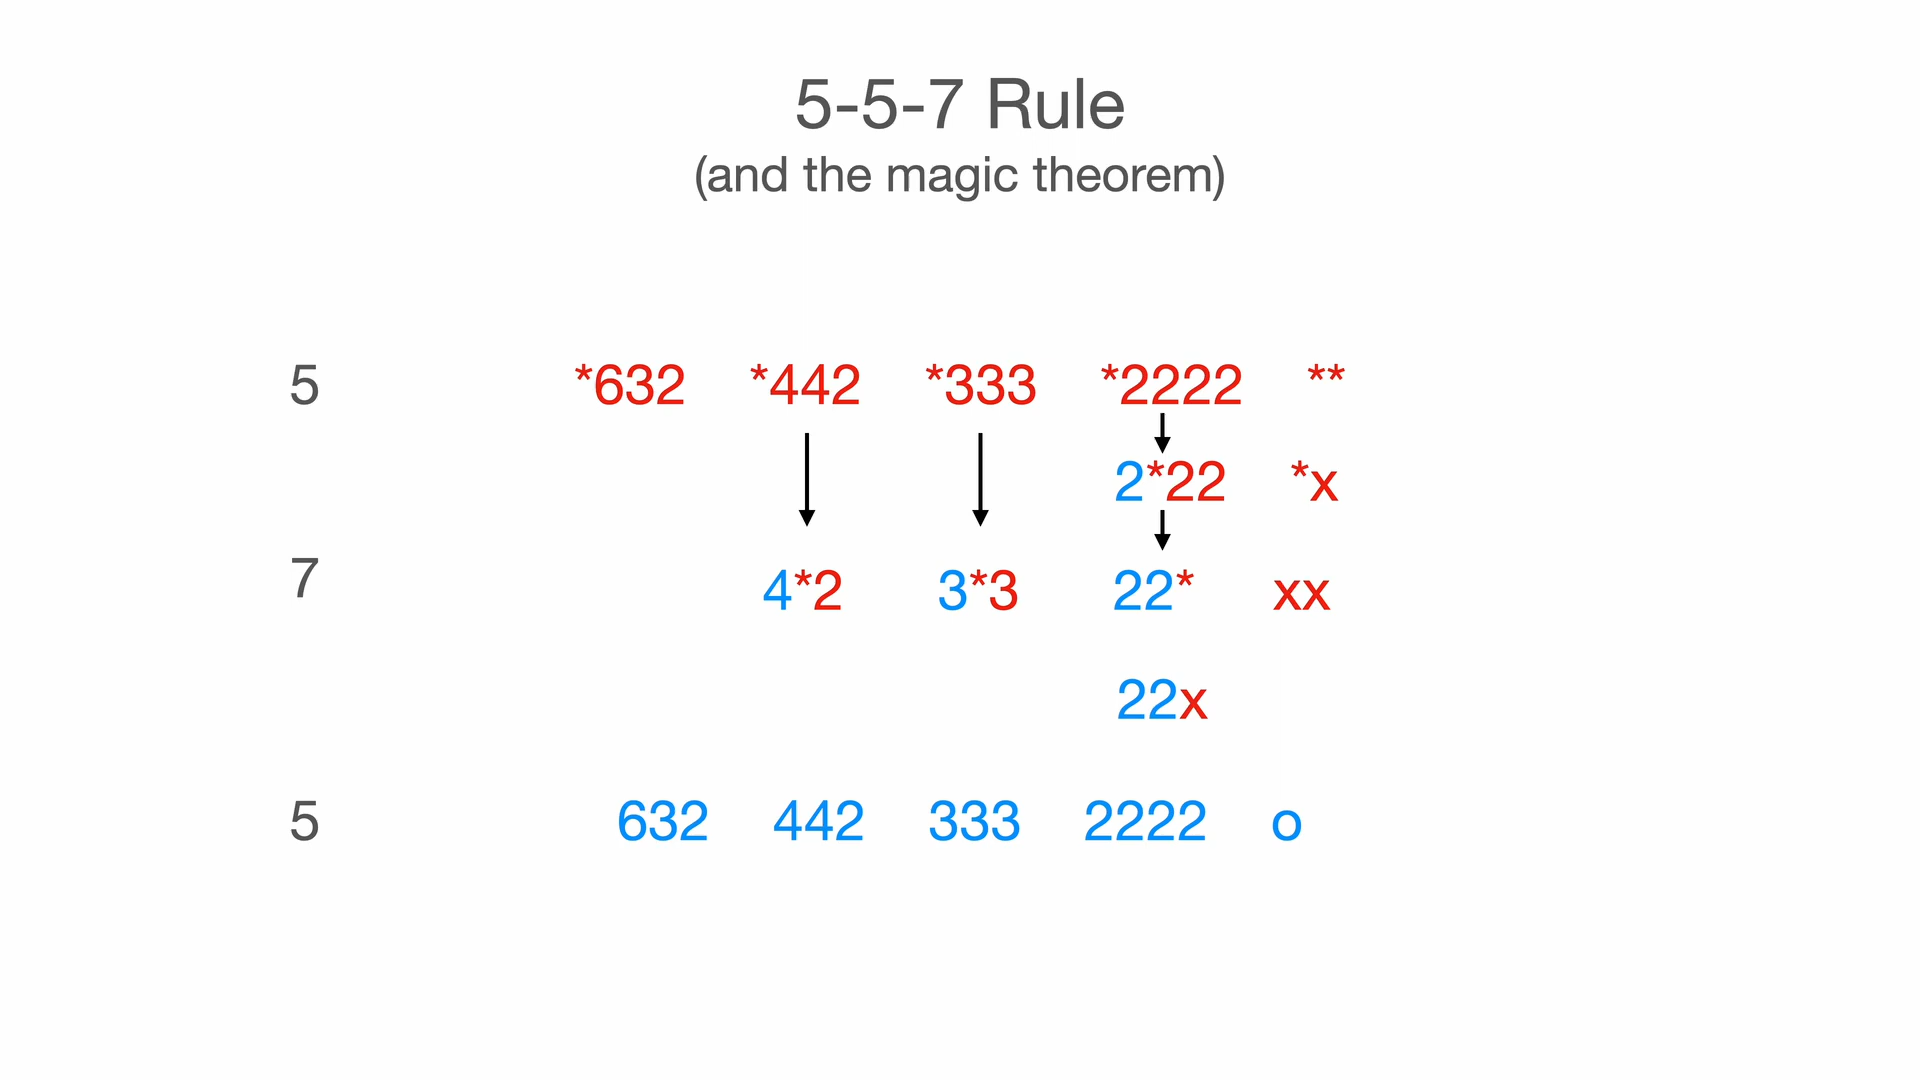 5-5-7 Rule
(and the magic theorem)
5 *632 *442 *333 *2222 **
2*22 *x
7 4*2 3*3 22* xx
22x
5 632 442 333 2222 o